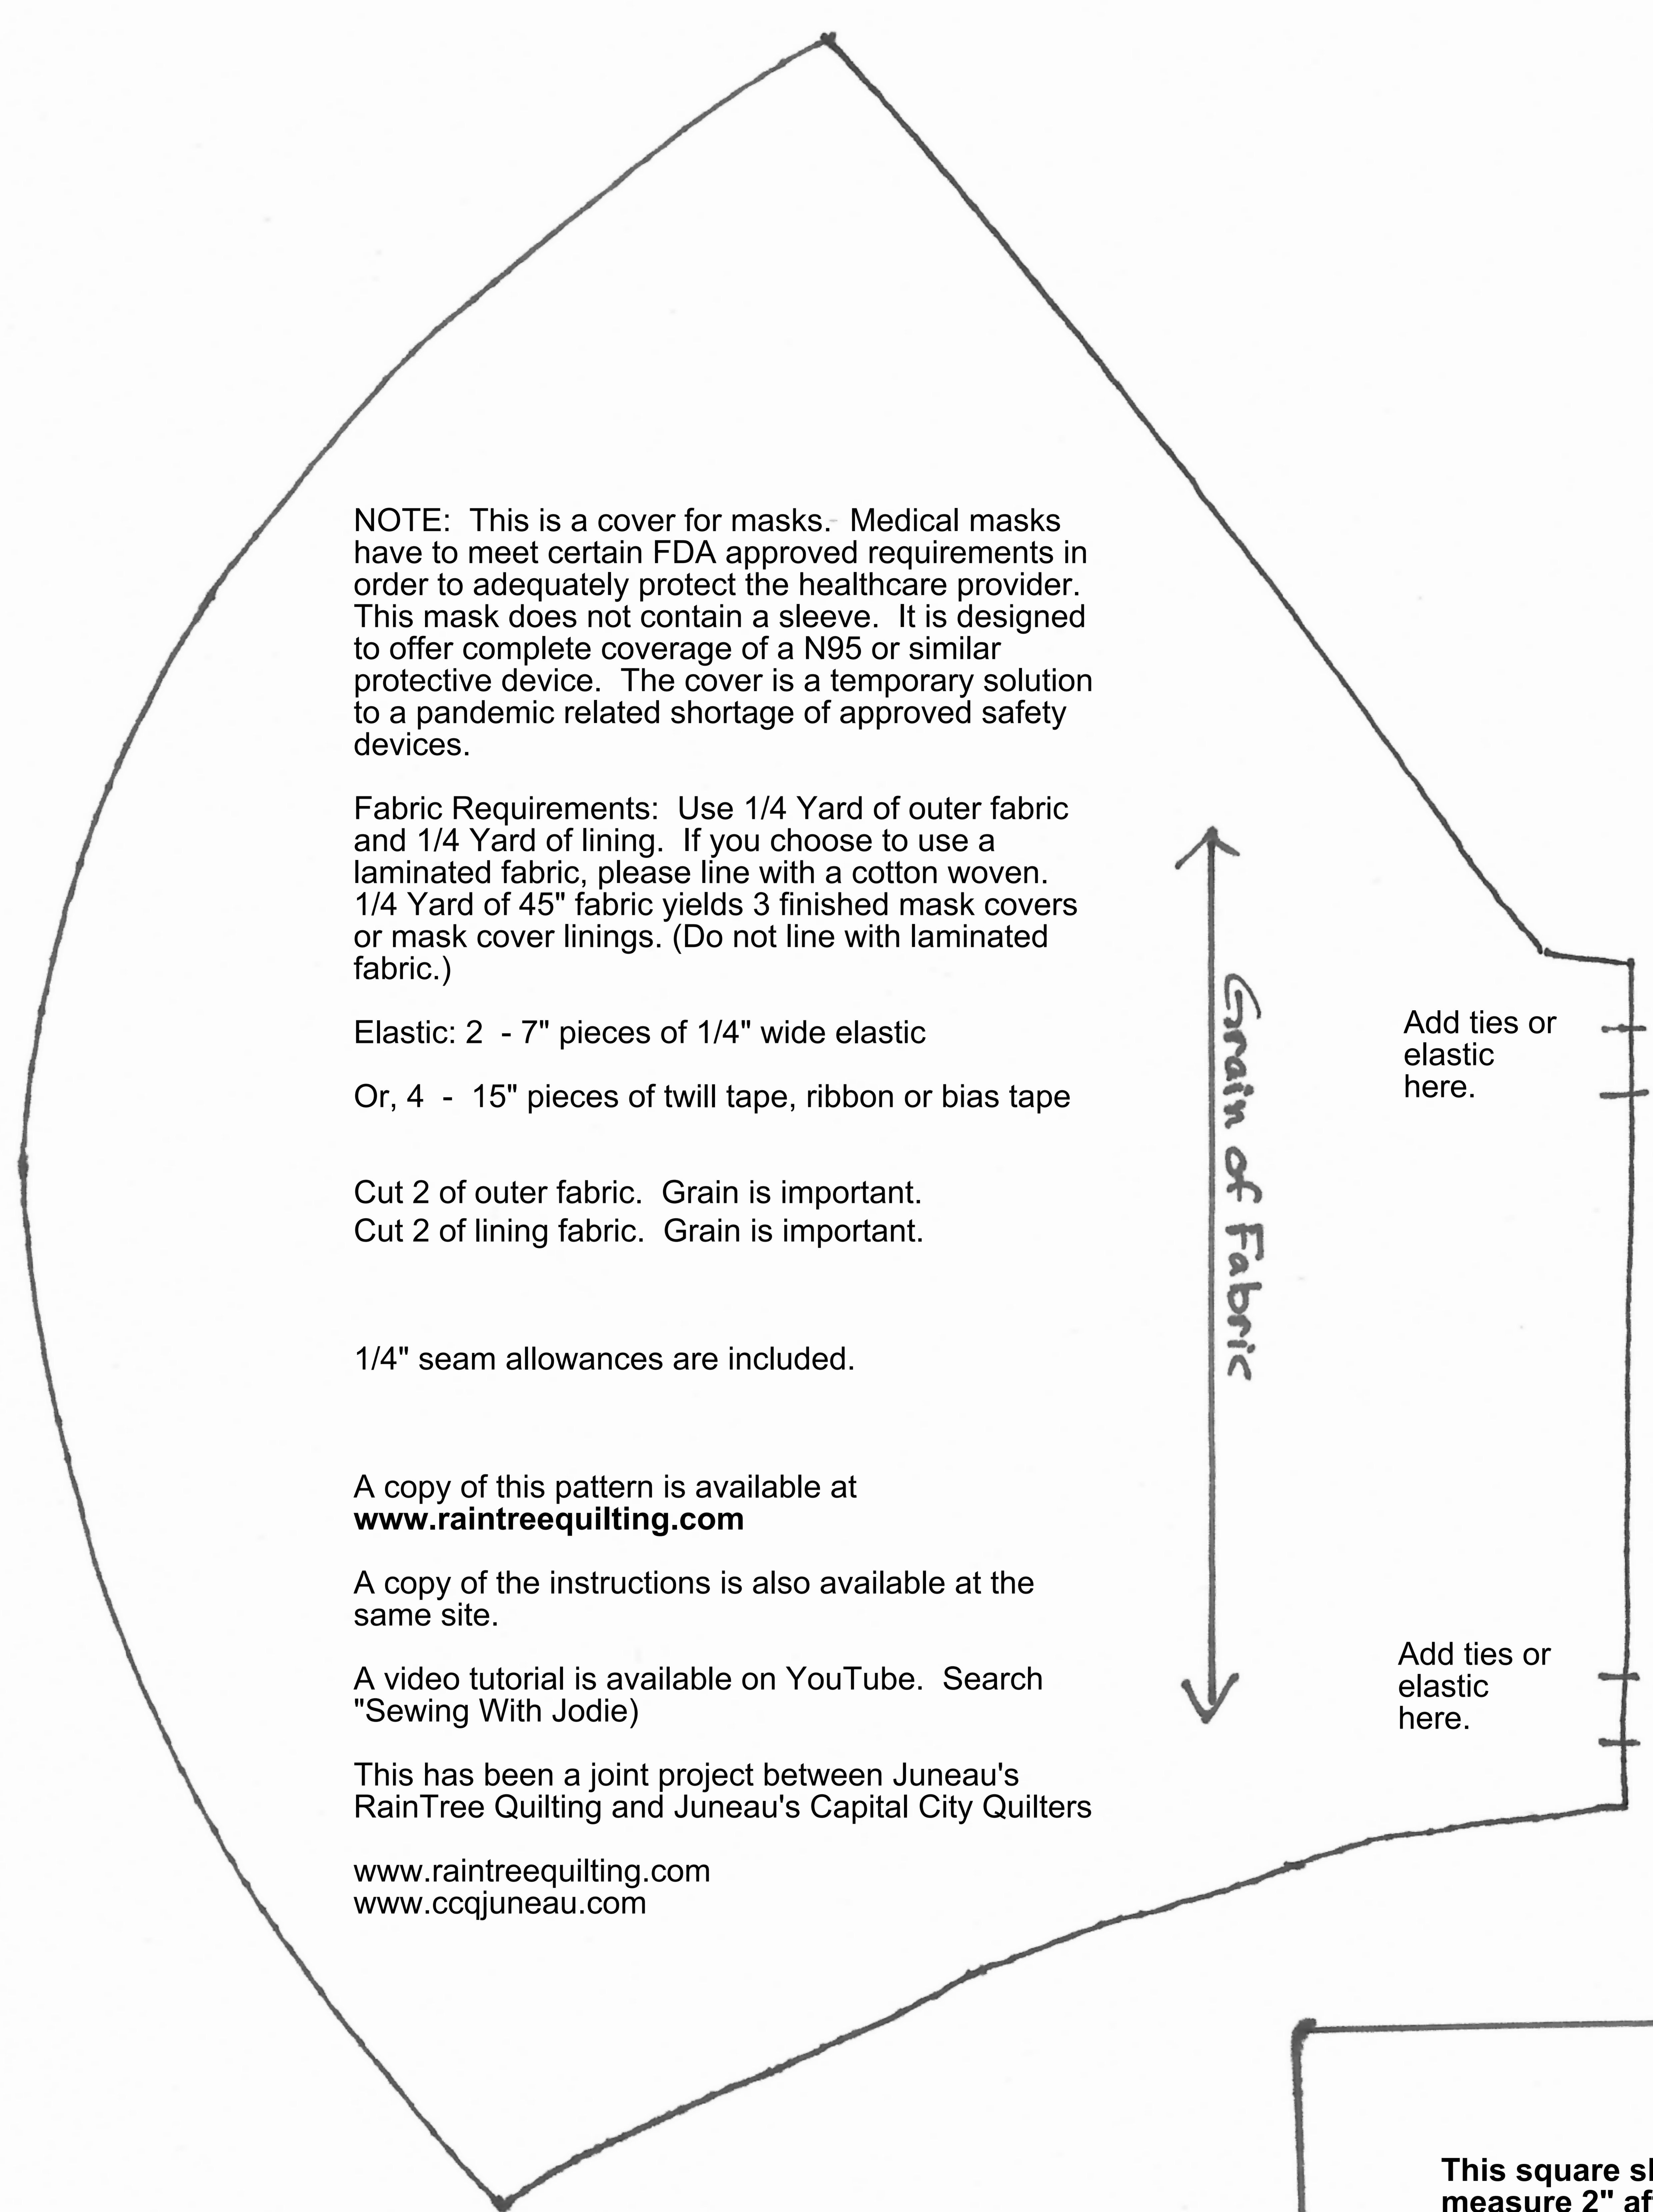 NOTE:  This is a cover for masks.  Medical masks
have to meet certain FDA approved requirements in
order to adequately protect the healthcare provider.
This mask does not contain a sleeve.  It is designed
to offer complete coverage of a N95 or similar
protective device.  The cover is a temporary solution
to a pandemic related shortage of approved safety
devices.
Fabric Requirements:  Use 1/4 Yard of outer fabric
and 1/4 Yard of lining.  If you choose to use a
laminated fabric, please line with a cotton woven.
1/4 Yard of 45" fabric yields 3 finished mask covers
or mask cover linings. (Do not line with laminated
fabric.)
Elastic: 2  - 7" pieces of 1/4" wide elastic
Or, 4  -  15" pieces of twill tape, ribbon or bias tape
Cut 2 of outer fabric.  Grain is important.
Cut 2 of lining fabric.  Grain is important.
1/4" seam allowances are included.
A copy of this pattern is available at
www.raintreequilting.com
A copy of the instructions is also available at the
same site.
A video tutorial is available on YouTube.  Search
"Sewing With Jodie)
This has been a joint project between Juneau's
RainTree Quilting and Juneau's Capital City Quilters
www.raintreequilting.com
www.ccqjuneau.com
Grain of Fabric
Add ties or
elastic
here.
Add ties or
elastic
here.
This square
measure 2"